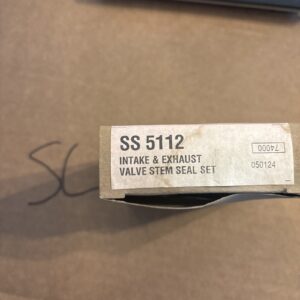 SS 5112
INTAKE & EXHAUST
VALVE STEM SEAL SET
74000
050124